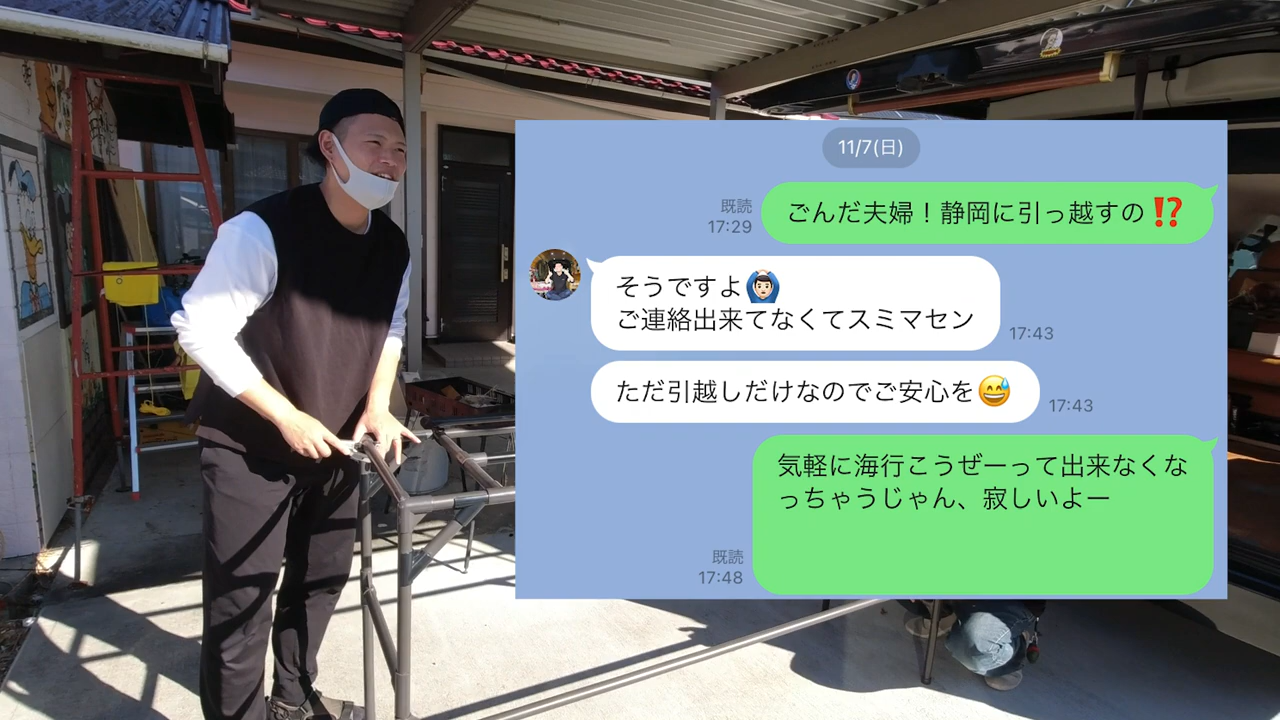 11/7(日)
ごんだ夫婦！静岡に引っ越すの⁉️
既読
17:29
そうですよ🙆🏻‍♂️
ご連絡出来てなくてスミマセン
17:43
ただ引越しだけなのでご安心を😅
17:43
気軽に海行こうぜーって出来なくな
っちゃうじゃん、寂しいよー
既読
17:48